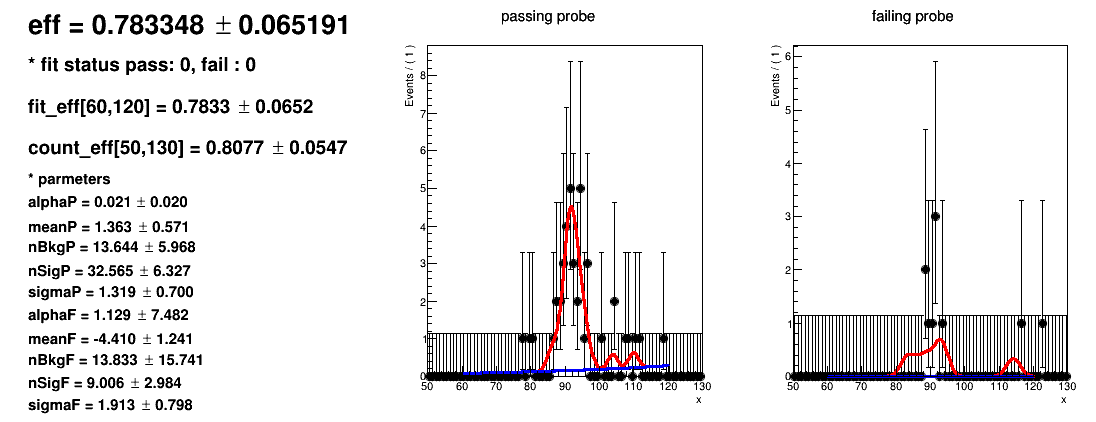 eff = 0.783348 ± 0.065191
* fit status pass: 0, fail : 0
fit_eff[60,120] = 0.7833 ± 0.0652
count_eff[50,130] = 0.8077 ± 0.0547
* parmeters
alphaP = 0.021 ± 0.020
meanP = 1.363 ± 0.571
nBkgP = 13.644 ± 5.968
nSigP = 32.565 ± 6.327
sigmaP = 1.319 ± 0.700
alphaF = 1.129 ± 7.482
meanF = -4.410 ± 1.241
nBkgF = 13.833 ± 15.741
nSigF = 9.006 ± 2.984
sigmaF = 1.913 ± 0.798
passing probe
Events / ( 1 )
8
7
6
5
4
3
2
1
0
50 60 70 80 90 100 110 120 130
x
failing probe
Events / ( 1 )
6
5
4
3
2
1
0
50 60 70 80 90 100 110 120 130
x